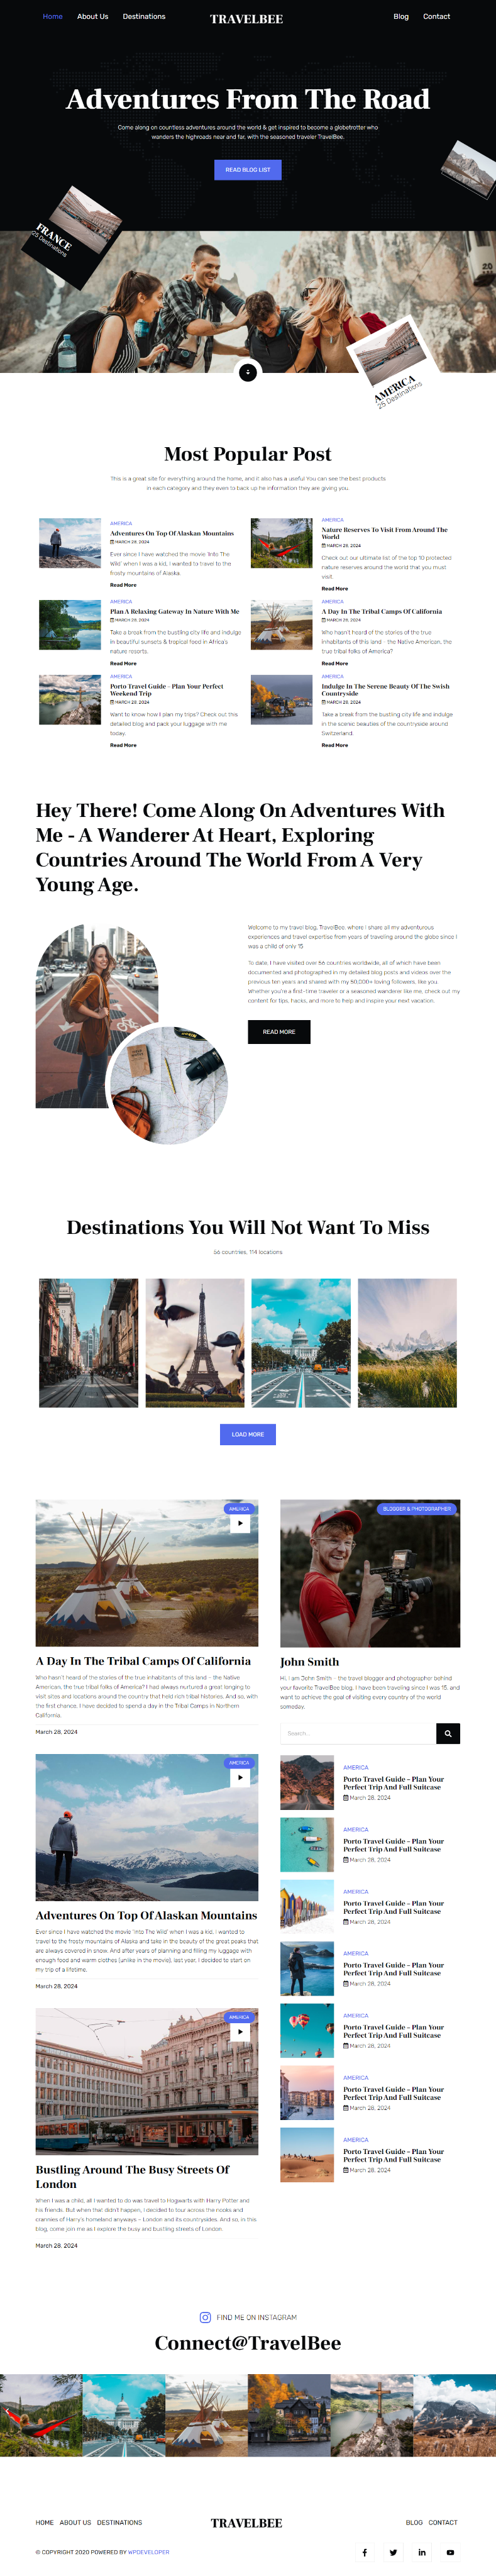 Home About Us Destinations TRAVELBEE Blog Contact
Adventures From The Road
Come along on countless adventures around the world & get inspired to become a globetrotter who
wanders the highroads near and far, with the seasoned traveler TravelBee.
READ BLOG LIST
FRANCE
25 Destinations
AMERICA
25 Destinations
Most Popular Post
This is a great site for everything around the home, and it also has a useful You can see the best products
in each category and they even to back up he information they are giving you.
AMERICA
Adventures On Top Of Alaskan Mountains
MARCH 28, 2024
Ever since I have watched the movie 'Into The
Wild' when I was a kid, I wanted to travel to the
frosty mountains of Alaska.
Read More
AMERICA
Nature Reserves To Visit From Around The
World
MARCH 28, 2024
Check out our ultimate list of the top 10 protected
nature reserves around the world that you must
visit.
Read More
AMERICA
Plan A Relaxing Gateway In Nature With Me
MARCH 28, 2024
Take a break from the bustling city life and indulge
in beautiful sunsets & tropical feed in Africa's
nature resorts.
Read More
AMERICA
A Day In The Tribal Camps Of California
MARCH 28, 2024
Who hasn't heard of the stories of the true
inhabitants of this land – the Native American, the
true tribal folks of America?
Read More
AMERICA
Porto Travel Guide – Plan Your Perfect
Weekend Trip
MARCH 28, 2024
Want to know how I plan my trips? Check out this
detailed blog and pack your luggage with me
today.
Read More
AMERICA
Indulge In The Serene Beauty Of The Swish
Countryside
MARCH 28, 2024
Take a break from the bustling city life and indulge
in the scenic beauties of the countryside around
Switzerland.
Read More
Hey There! Come Along On Adventures With
Me - A Wanderer At Heart, Exploring
Countries Around The World From A Very
Young Age.
Welcome to my travel blog, TravelBee, where I share all my adventurous
experiences and travel expertise from years of traveling around the globe since I
was a child of only 15
To date, I have visited over 56 countries worldwide, all of which have been
documented and photographed in my detailed blog posts and videos over the
previous ten years and shared with my 50,000+ loving followers, like you.
Whether you're a first-time traveler or a seasoned wanderer like me, check out my
content for tips, hacks, and more to help and inspire your next vacation.
READ MORE
Destinations You Will Not Want To Miss
56 countries, 114 locations
LOAD MORE
AMERICA
A Day In The Tribal Camps Of California
Who hasn't heard of the stories of the true inhabitants of this land – the Native
American, the true tribal folks of America? I had always nurtured a great longing to
visit sites and locations around the country that held rich tribal histories. And so, with
the first chance, I have decided to spend a day in the Tribal Camps in Northern
California.
March 28, 2024
AMERICA
Adventures On Top Of Alaskan Mountains
Ever since I have watched the movie 'Into The Wild' when I was a kid, I wanted to
travel to the frosty mountains of Alaska and take in the beauty of the great peaks that
are always covered in snow. And after years of planning and filling my luggage with
enough food and warm clothes (unlike in the movie), last year, I decided to start on
my trip of a lifetime.
March 28, 2024
AMERICA
Bustling Around The Busy Streets Of
London
When I was a child, all I wanted to do was travel to Hogwarts with Harry Potter and
his friends. But when that didn't happen, I decided to tour across the nooks and
crannies of Harry's homeland anyways – London and its countrysides. And so, in this
blog, come join me as I explore the busy and bustling streets of London.
March 28, 2024
BLOGGER & PHOTOGRAPHER
John Smith
Hi, I am John Smith – the travel blogger and photographer behind
your favorite TravelBee blog. I have been traveling since I was 15, and
want to achieve the goal of visiting every country of the world
someday.
Search...
AMERICA
Porto Travel Guide – Plan Your
Perfect Trip And Full Suitcase
March 28, 2024
AMERICA
Porto Travel Guide – Plan Your
Perfect Trip And Full Suitcase
March 28, 2024
AMERICA
Porto Travel Guide – Plan Your
Perfect Trip And Full Suitcase
March 28, 2024
AMERICA
Porto Travel Guide – Plan Your
Perfect Trip And Full Suitcase
March 28, 2024
AMERICA
Porto Travel Guide – Plan Your
Perfect Trip And Full Suitcase
March 28, 2024
AMERICA
Porto Travel Guide – Plan Your
Perfect Trip And Full Suitcase
March 28, 2024
AMERICA
Porto Travel Guide – Plan Your
Perfect Trip And Full Suitcase
March 28, 2024
FIND ME ON INSTAGRAM
Connect@TravelBee
HOME ABOUT US DESTINATIONS TRAVELBEE BLOG CONTACT
© COPYRIGHT 2020 POWERED BY WPDEVELOPER